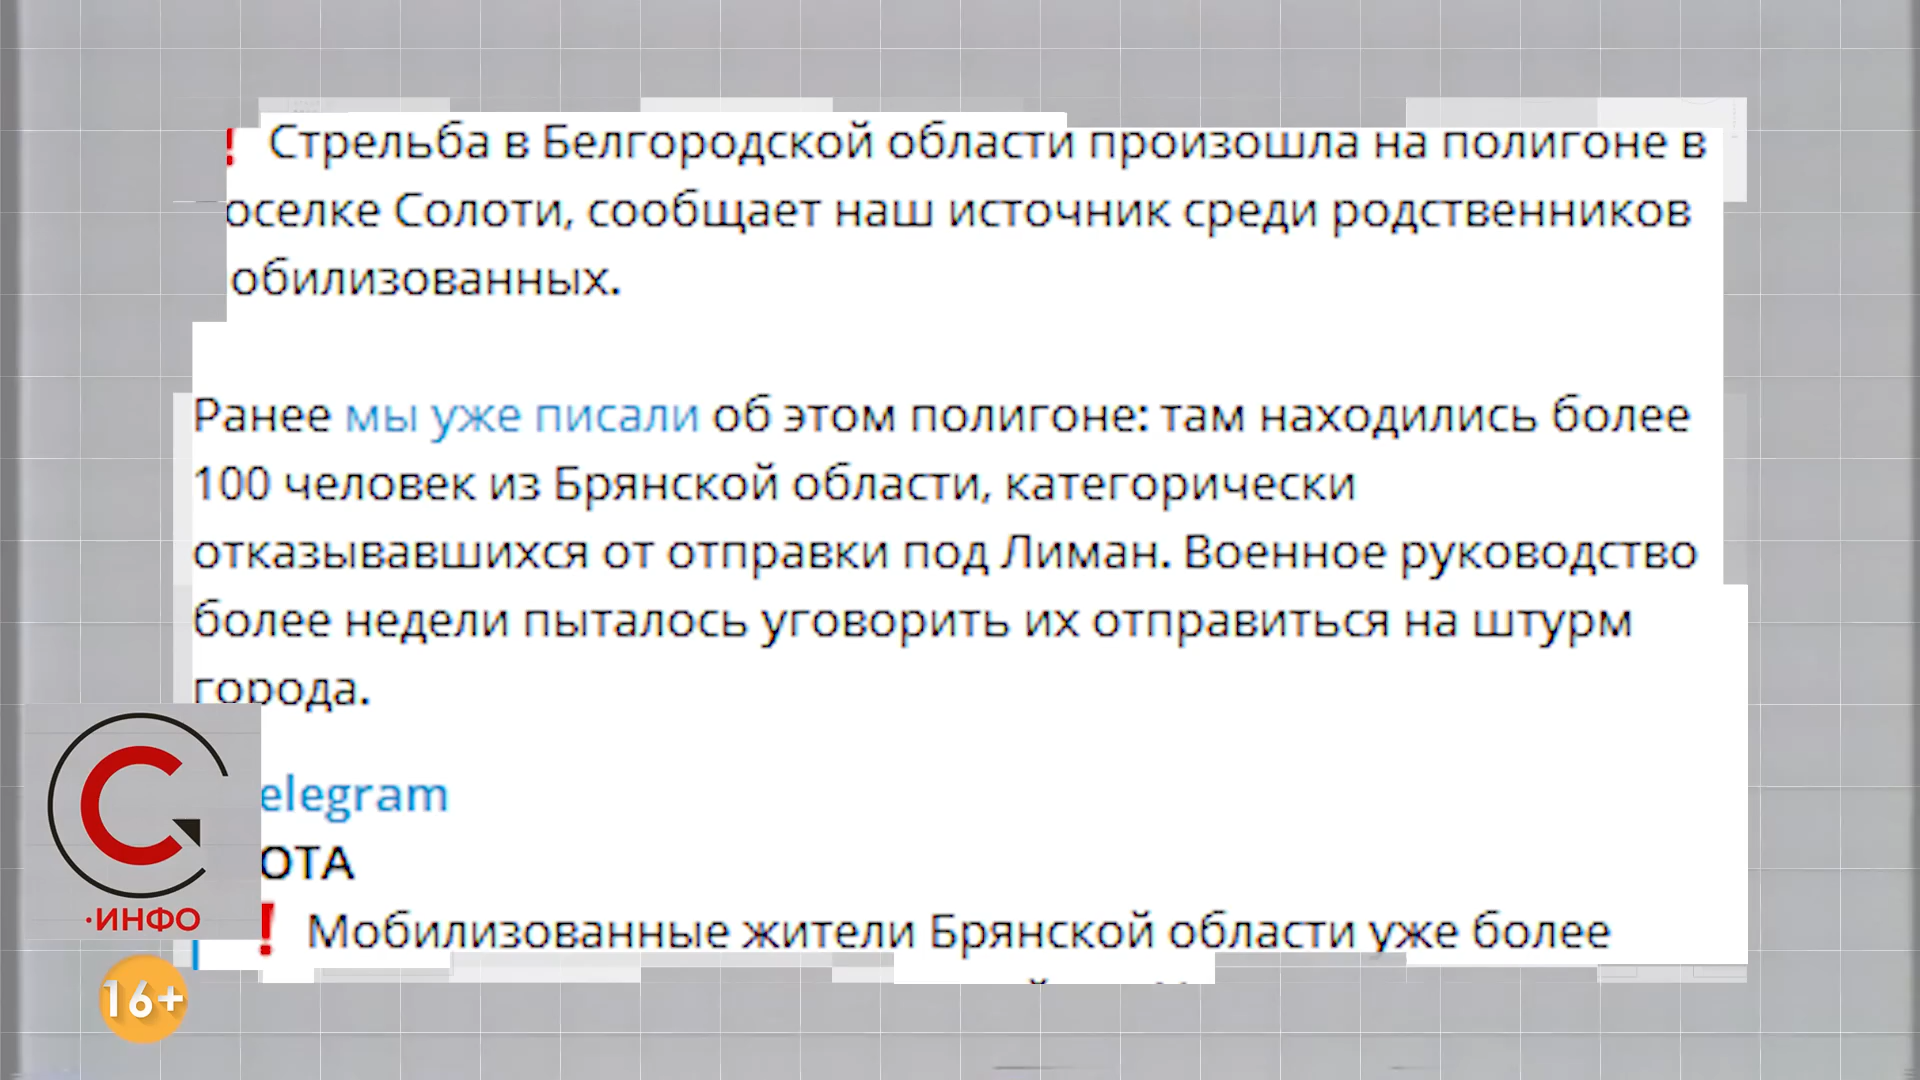 ! Стрельба в Белгородской области произошла на полигоне в
оселке Солоти, сообщает наш источник среди родственников
обилизованных.
Ранее мы уже писали об этом полигоне: там находились более
100 человек из Брянской области, категорически
отказывавшихся от отправки под Лиман. Военное руководство
более недели пыталось уговорить их отправиться на штурм
города.
elegram
ОТА
! Мобилизованные жители Брянской области уже более
С
·ИНФО
16+